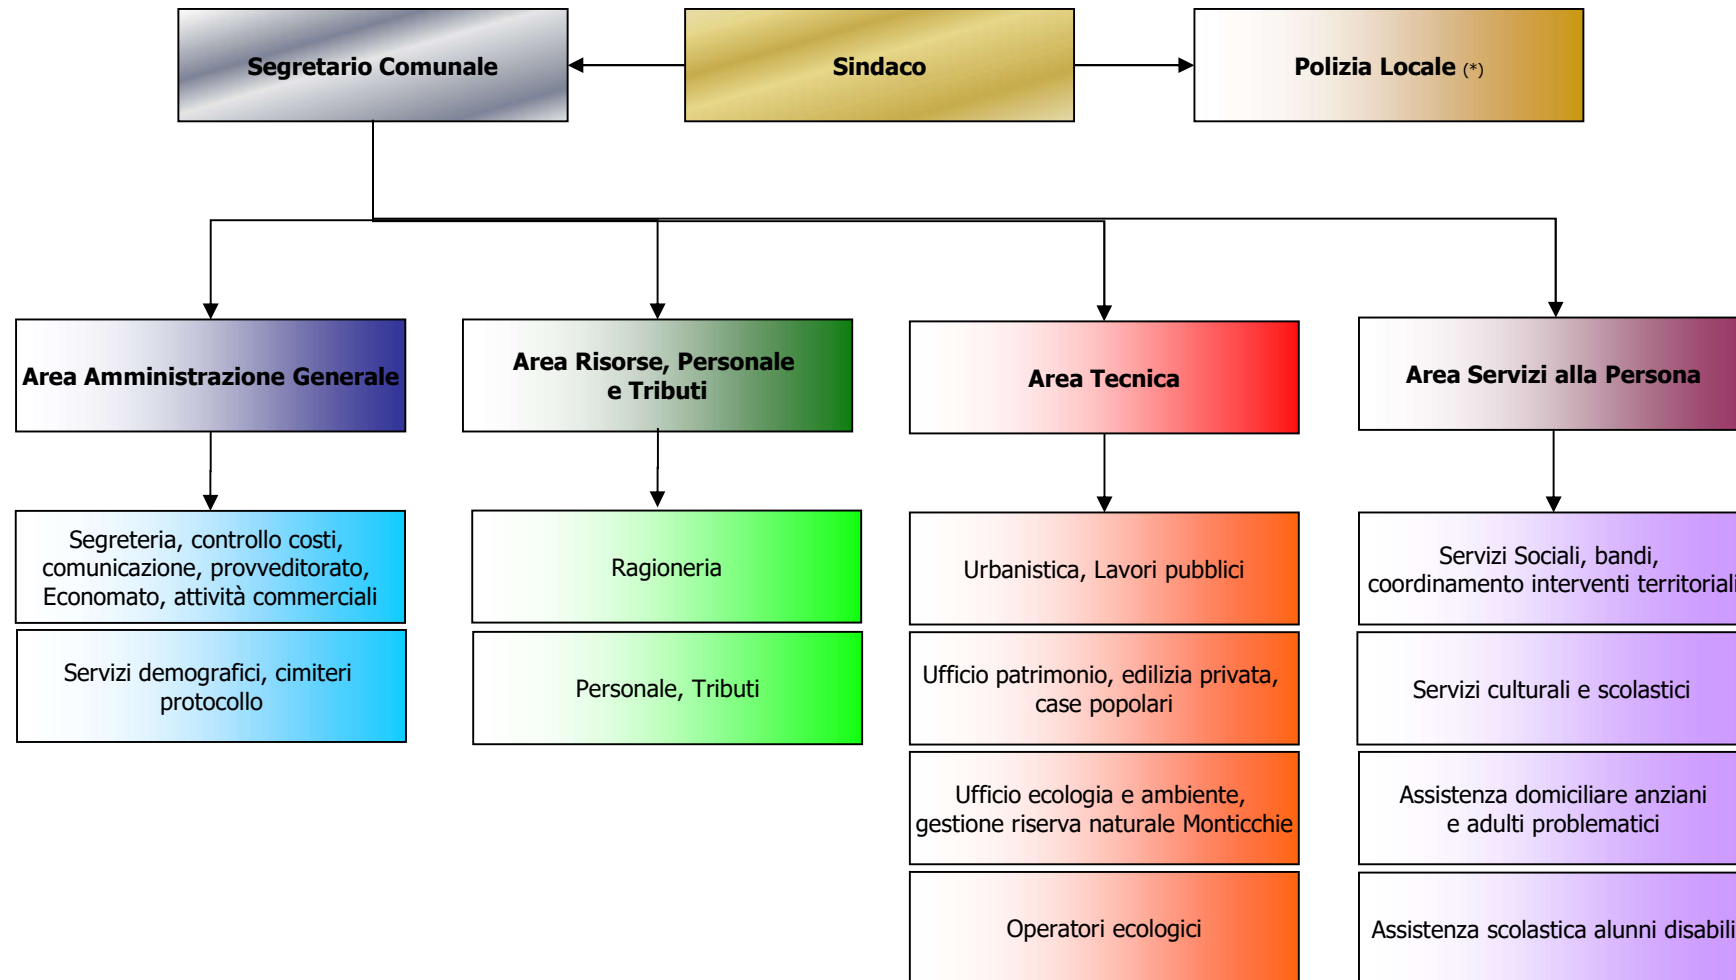 Segretario Comunale
Sindaco
Polizia Locale (*)
Area Amministrazione Generale
Area Risorse, Personale
e Tributi
Area Tecnica
Area Servizi alla Persona
Segreteria, controllo costi,
comunicazione, provveditorato,
Economato, attività commerciali
Servizi demografici, cimiteri
protocollo
Ragioneria
Personale, Tributi
Urbanistica, Lavori pubblici
Ufficio patrimonio, edilizia privata,
case popolari
Ufficio ecologia e ambiente,
gestione riserva naturale Monticchie
Operatori ecologici
Servizi Sociali, bandi,
coordinamento interventi territoriali
Servizi culturali e scolastici
Assistenza domiciliare anziani
e adulti problematici
Assistenza scolastica alunni disabili